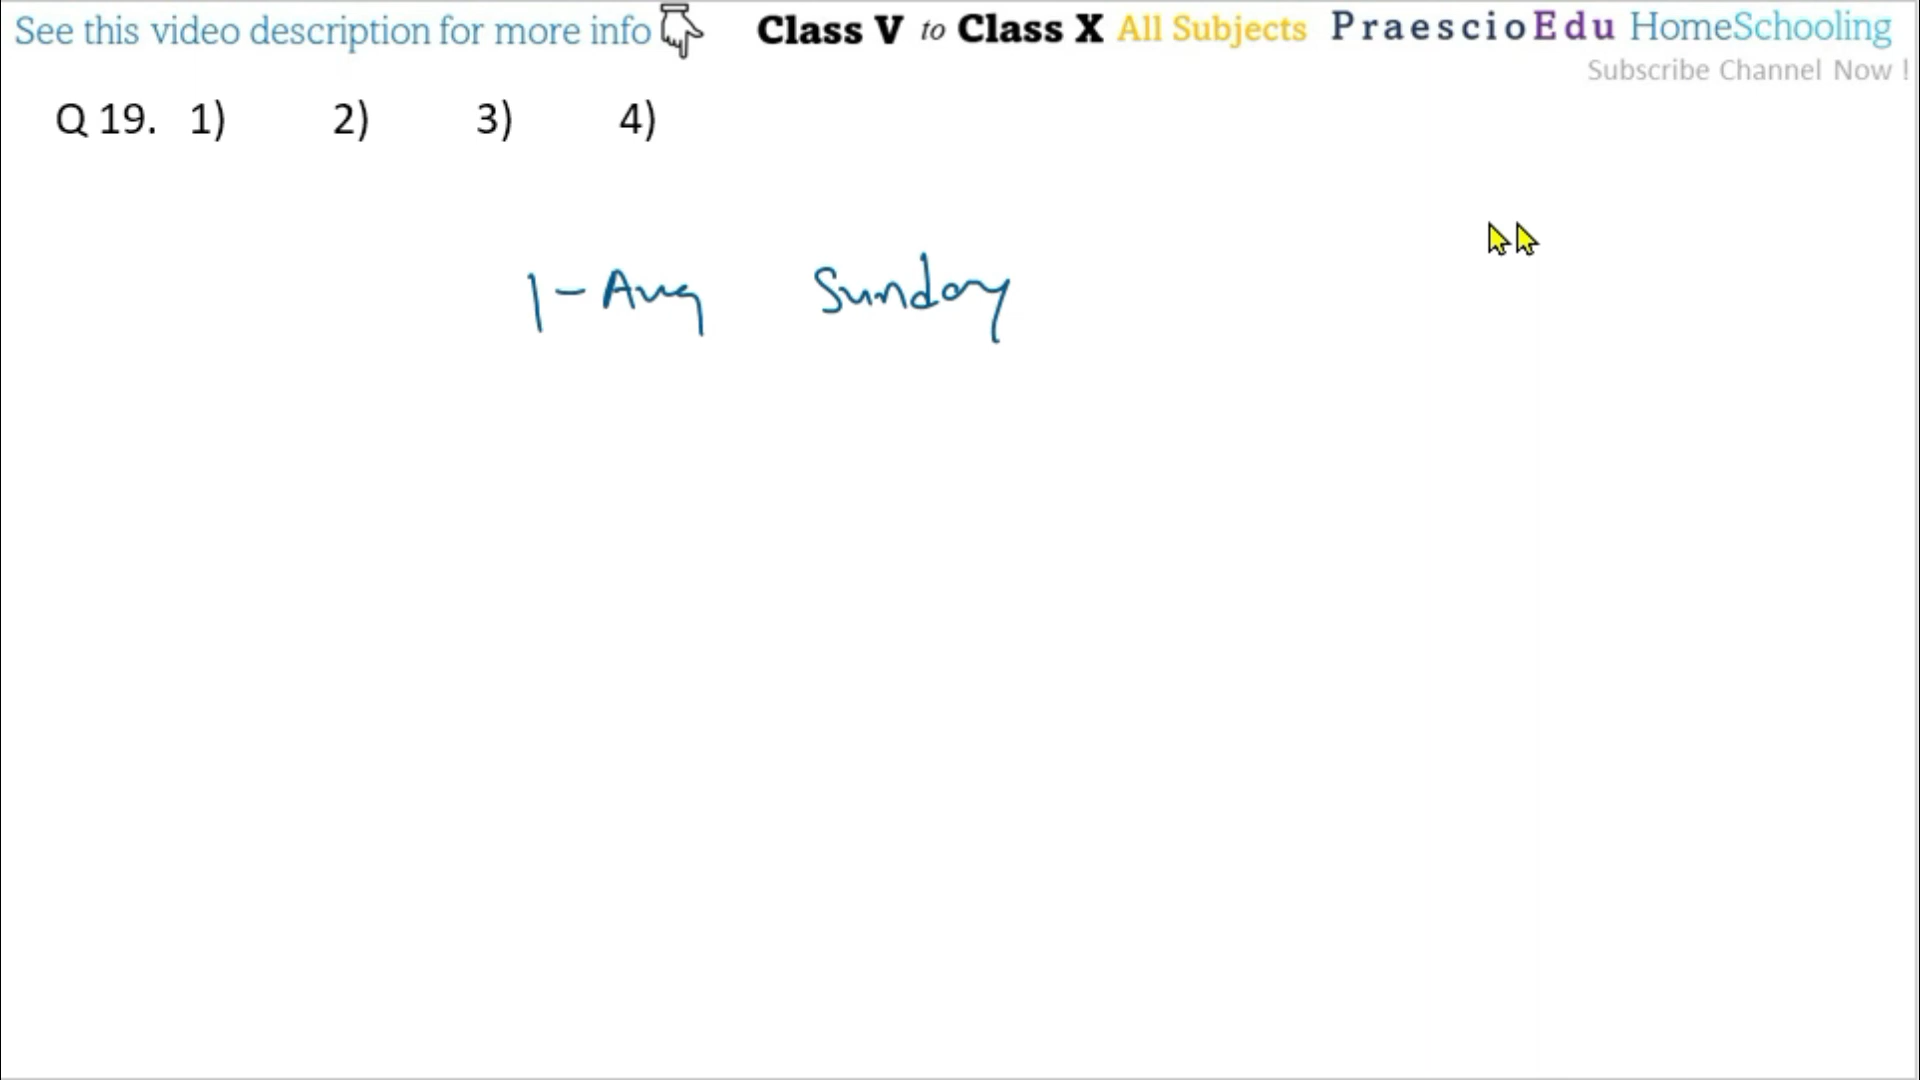 See this video description for more info Class V to Class X All Subjects PraescioEdu HomeSchooling
Subscribe Channel Now !
Q 19. 1) 2) 3) 4)
1 - Aug Sunday